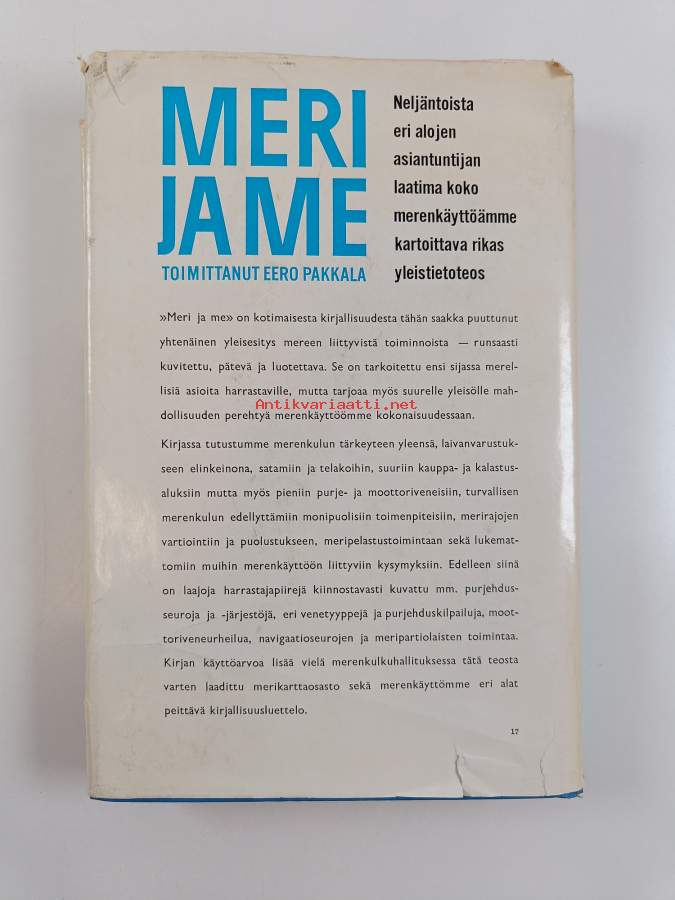 MERI
JA ME
TOIMITTANUT EERO PAKKALA
Neljäntoista
eri alojen
asiantuntijan
laatima koko
merenkäyttöämme
kartoittava rikas
yleistietoteos
»Meri ja me» on kotimaisesta kirjallisuudesta tähän saakka puuttunut
yhtenäinen yleisesitys mereen liittyvistä toiminnoista — runsaasti
kuvitettu, pätevä ja luotettava. Se on tarkoitettu ensi sijassa merel-
lisiä asioita harrastaville, mutta tarjoaa myös suurelle yleisölle mah-
dollisuuden perehtyä merenkäyttöömme kokonaisuudessaan.
Antikvariaatti.net
Kirjassa tutustumme merenkulun tärkeyteen yleensä, laivanvarustuk-
seen elinkeinona, satamiin ja telakoihin, suuriin kauppa- ja kalastus-
aluksiin mutta myös pieniin purje- ja moottoriveneisiin, turvallisen
merenkulun edellyttämiin monipuolisiin toimenpiteisiin, merirajojen
vartiointiin ja puolustukseen, meripelastustoimintaan sekä lukemat-
tomiin muihin merenkäyttöön liittyviin kysymyksiin. Edelleen siinä
on laajoja harrastajapiirejä kiinnostavasti kuvattu mm. purjehdus-
seuroja ja -järjestöjä, eri venetyyppejä ja purjehduskilpailuja, moot-
toriveneurheilua, navigaatioseurojen ja meripartiolaisten toimintaa.
Kirjan käyttöarvoa lisää vielä merenkulkuhallituksessa tätä teosta
varten laadittu merikarttaosasto sekä merenkäyttömme eri alat
peittävä kirjallisuusluettelo.
17